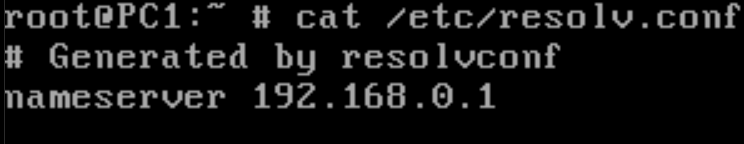 root@PC1:~ # cat /etc/resolv.conf
# Generated by resolvconf
nameserver 192.168.0.1